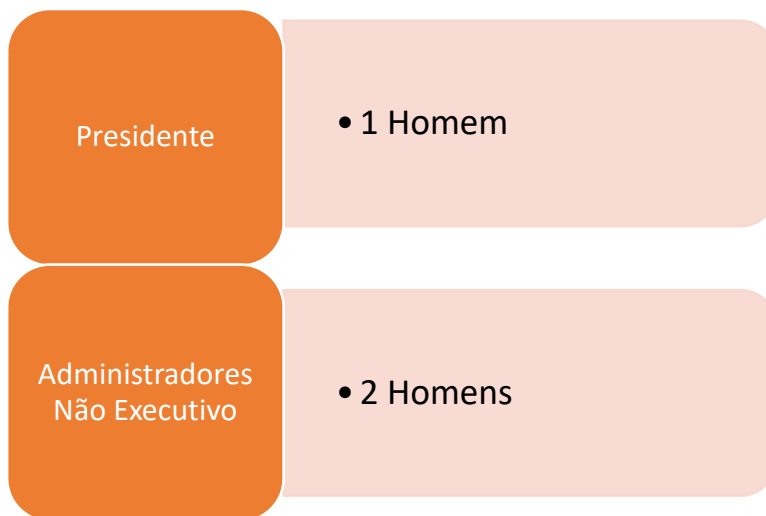 Presidente
• 1 Homem
Administradores
Não Executivo
• 2 Homens